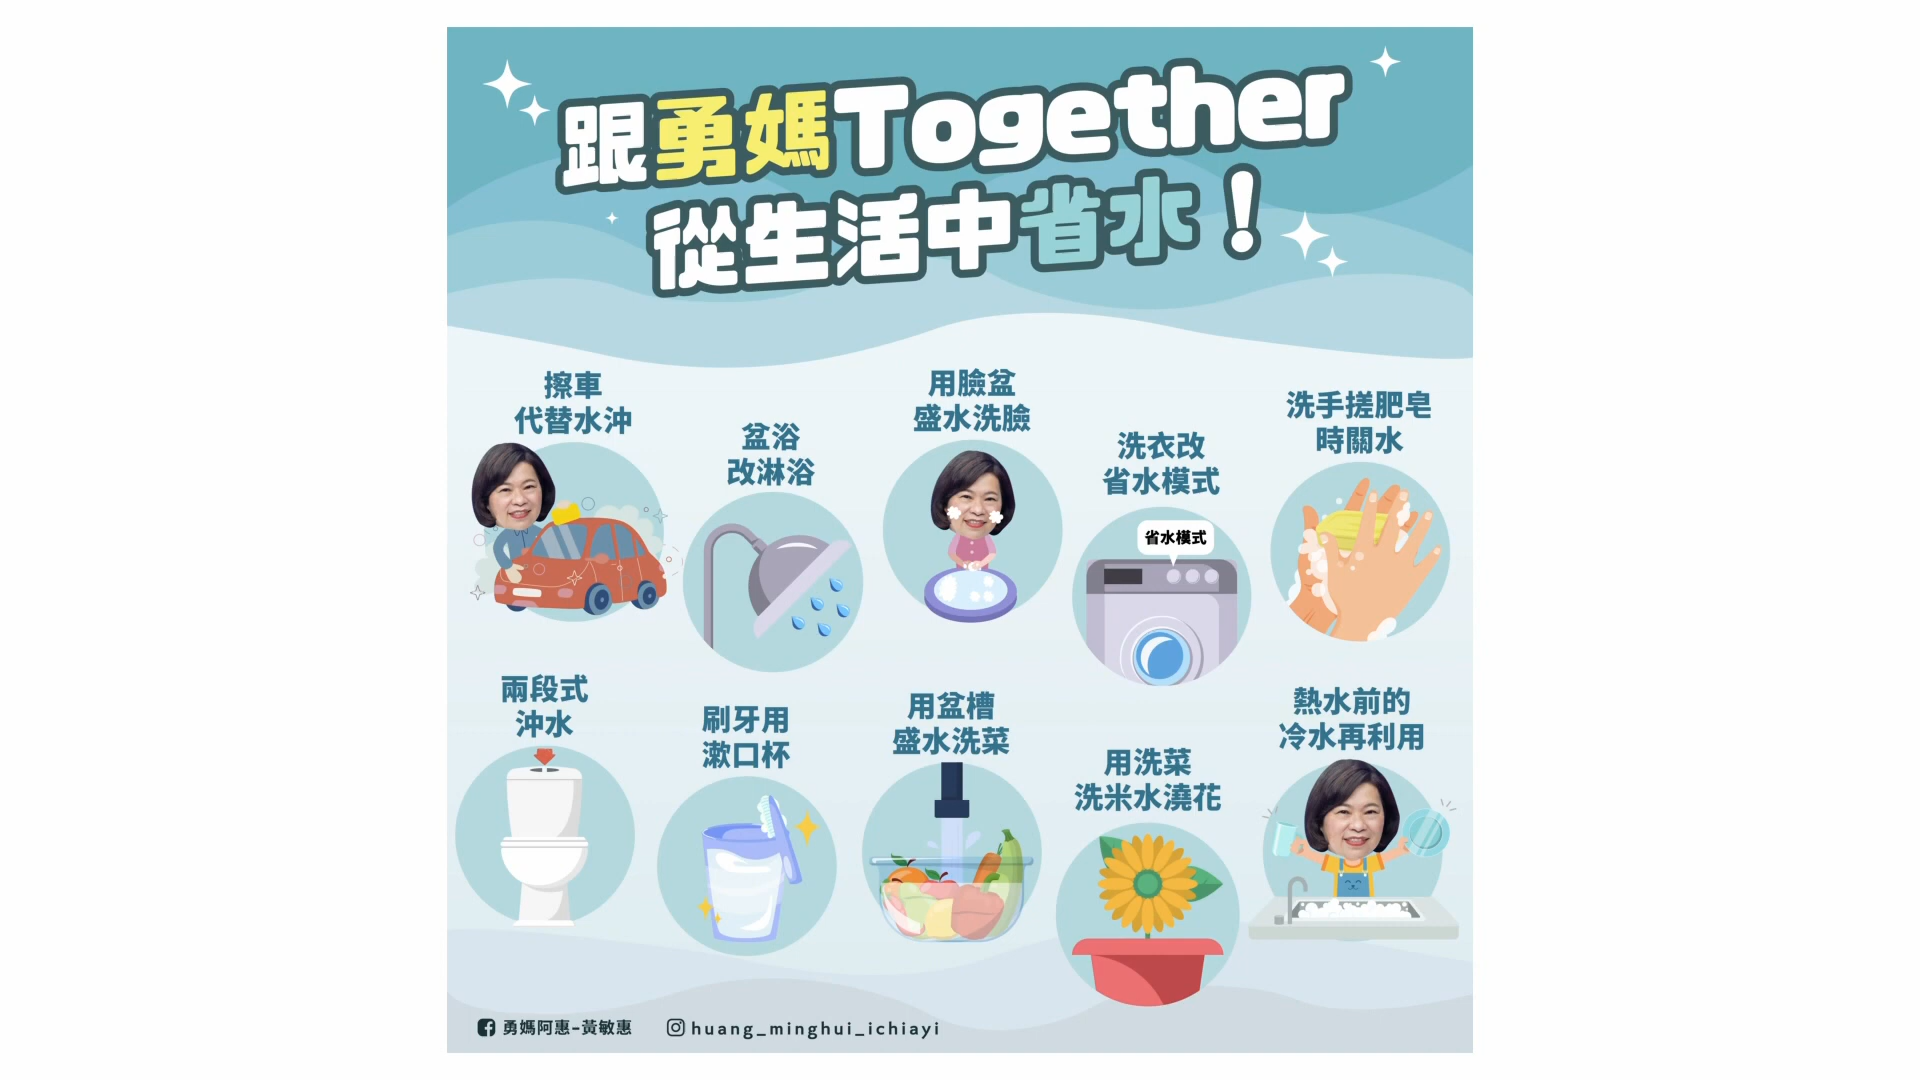 跟勇媽Together
從生活中省水！
擦車
代替水沖
盆浴
改淋浴
用臉盆
盛水洗臉
洗衣改
省水模式
省水模式
洗手搓肥皂
時關水
兩段式
沖水
刷牙用
漱口杯
用盆槽
盛水洗菜
用洗菜
洗米水澆花
熱水前的
冷水再利用
勇媽阿惠-黃敏惠
huang_minghui_ichiayi